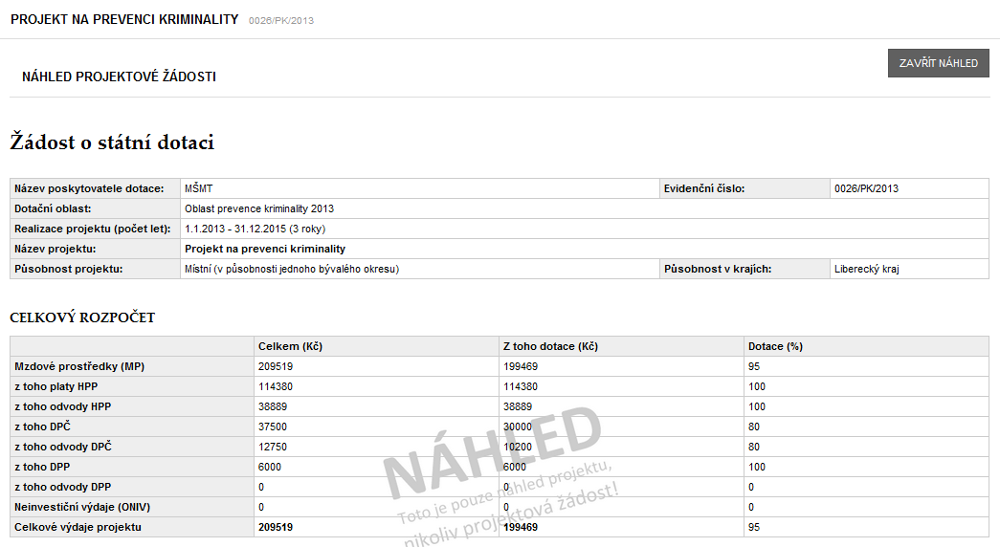 PROJEKT NA PREVENCI KRIMINALITY 0026/PK/2013
ZAVŘÍT NÁHLED
NÁHLED PROJEKTOVÉ ŽÁDOSTI
Žádost o státní dotaci
Název poskytovatele dotace: MŠMT Evidenční číslo: 0026/PK/2013
Dotační oblast: Oblast prevence kriminality 2013
Realizace projektu (počet let): 1.1.2013 - 31.12.2015 (3 roky)
Název projektu: Projekt na prevenci kriminality
Působnost projektu: Místní (v působnosti jednoho bývalého okresu) Působnost v krajích: Liberecký kraj
CELKOVÝ ROZPOČET
Celkem (Kč) Z toho dotace (Kč) Dotace (%)
Mzdové prostředky (MP) 209519 199469 95
z toho platy HPP 114380 114380 100
z toho odvody HPP 38889 38889 100
z toho DPČ 37500 30000 80
z toho odvody DPČ 12750 10200 80
z toho DPP 6000 6000 100
z toho odvody DPP 0 0 0
Neinvestiční výdaje (ONIV) 0 0 0
Celkové výdaje projektu 209519 199469 95
NÁHLED
Toto je pouze náhled projektu,
nikoliv projektová žádost!